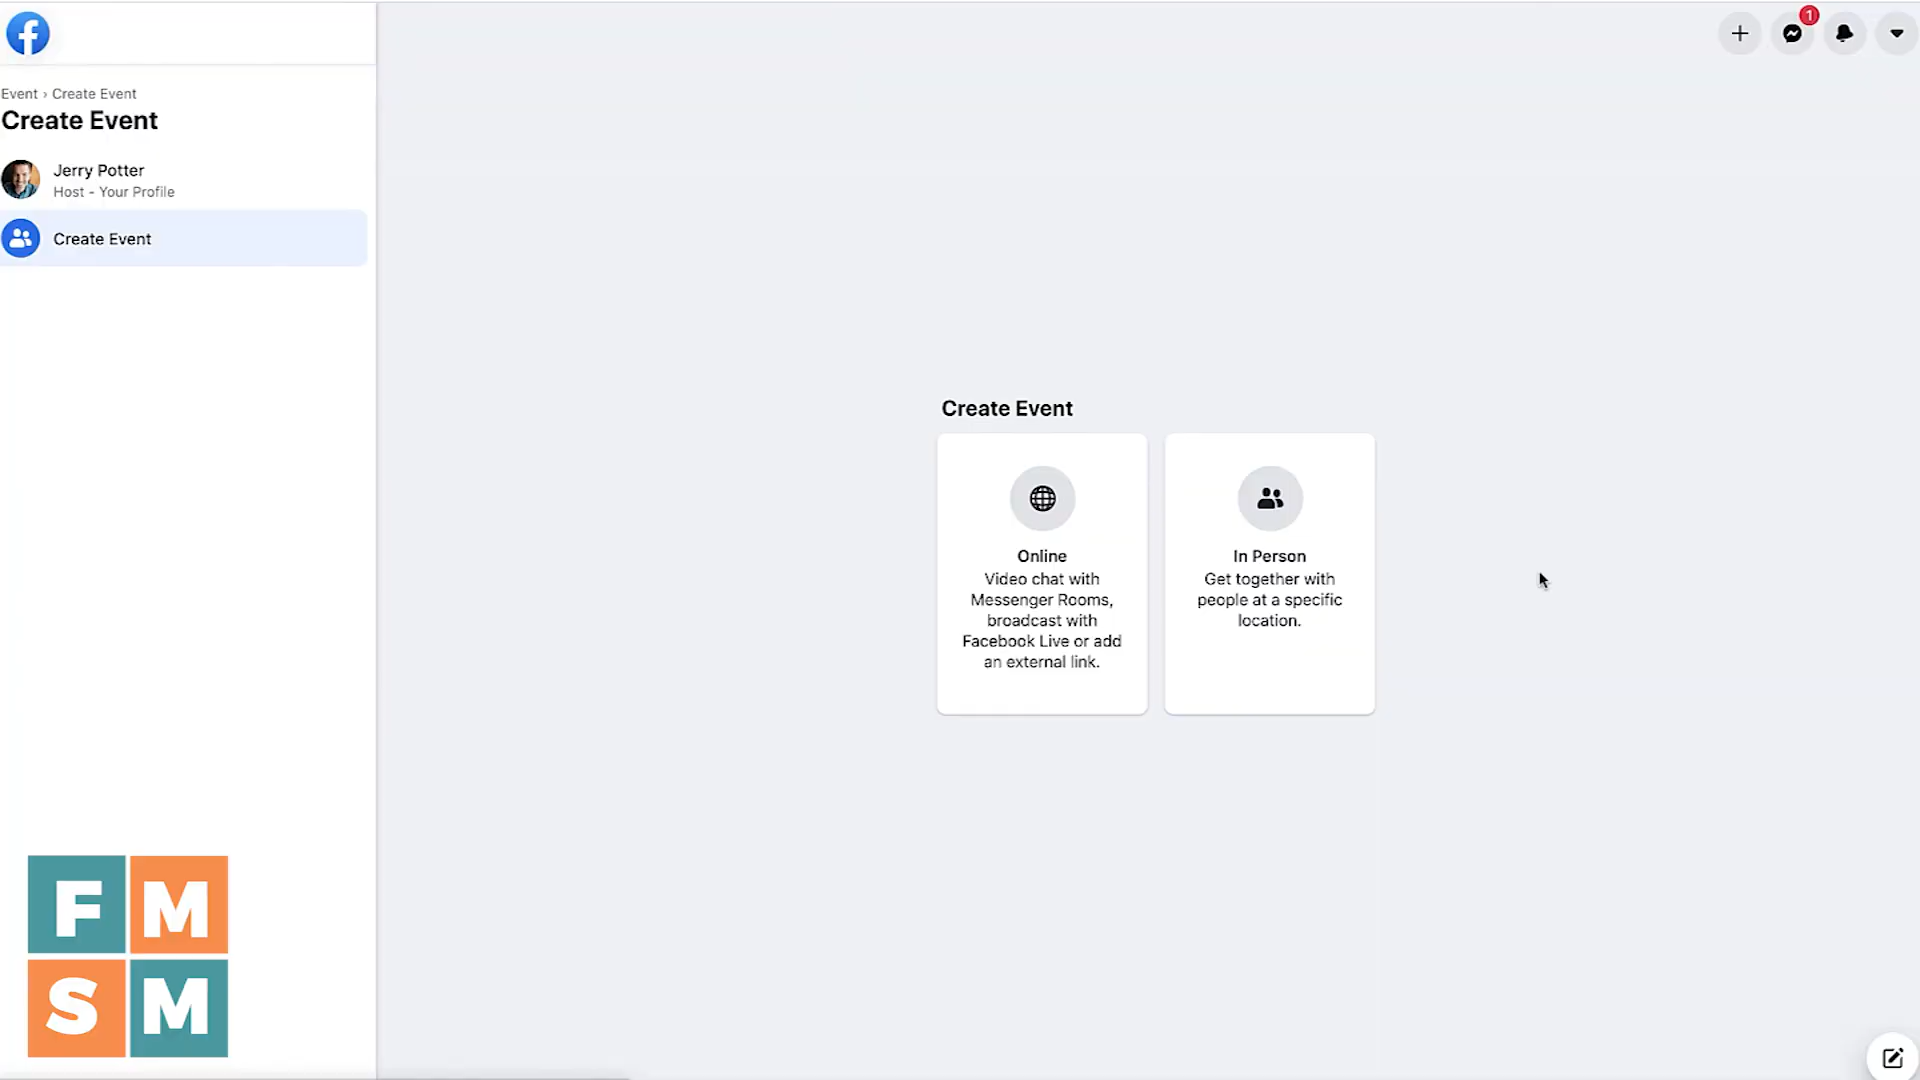 1
Event › Create Event
Create Event
Jerry Potter
Host - Your Profile
Create Event
Create Event
Online
Video chat with
Messenger Rooms,
broadcast with
Facebook Live or add
an external link.
In Person
Get together with
people at a specific
location.
F M
S M